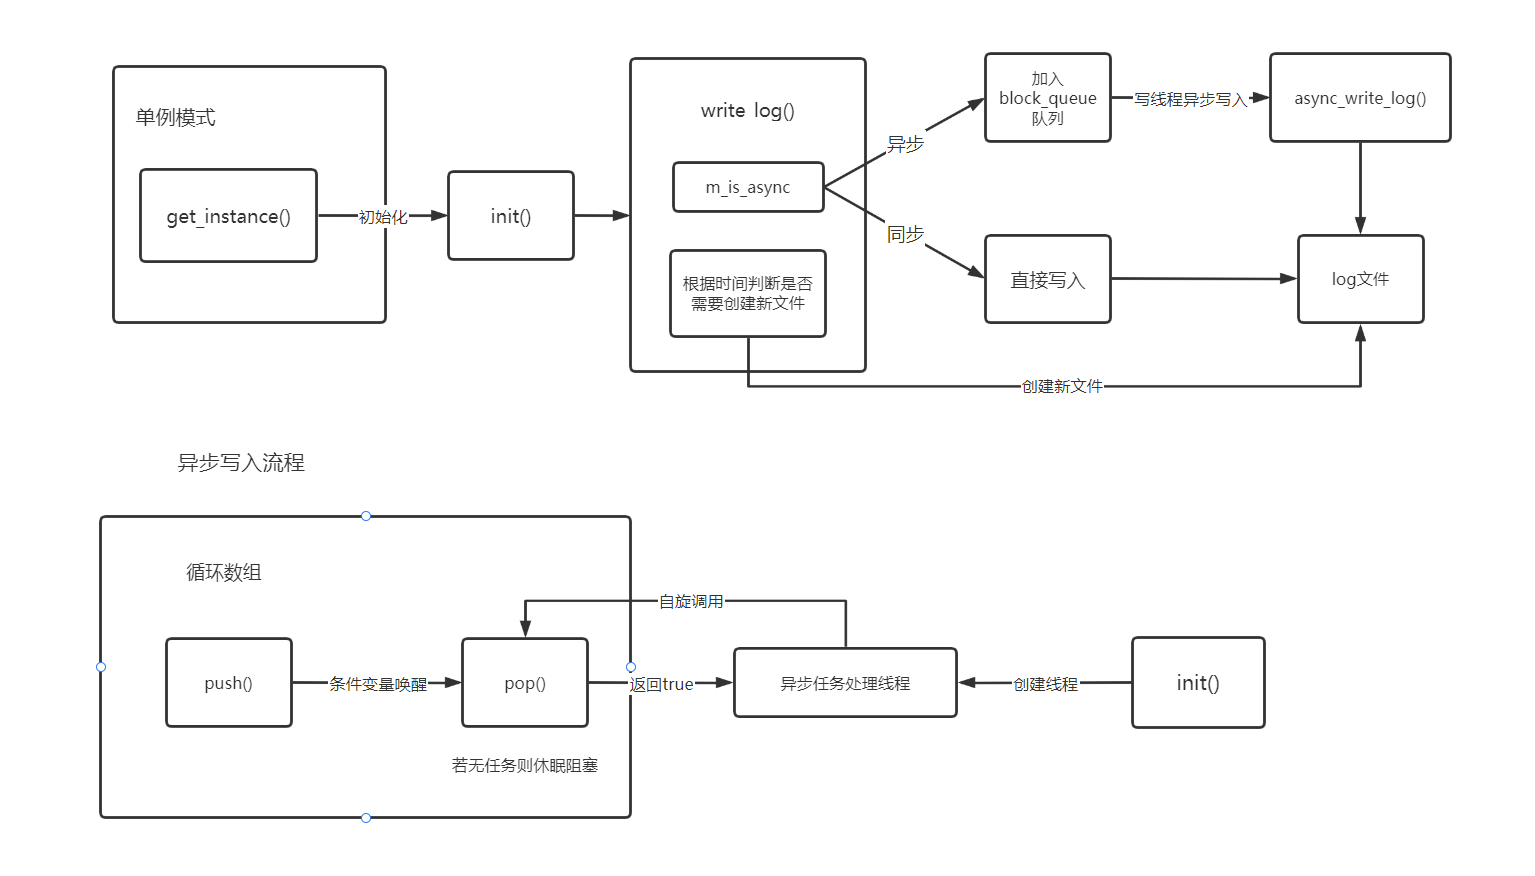 单例模式
get_instance()
初始化
init()
write_log()
m_is_async
根据时间判断是否
需要创建新文件
异步
同步
加入
block_queue
队列
写线程异步写入
async_write_log()
直接写入
log文件
创建新文件
异步写入流程
循环数组
push()
条件变量唤醒
pop()
若无任务则休眠阻塞
自旋调用
返回true
异步任务处理线程
创建线程
init()